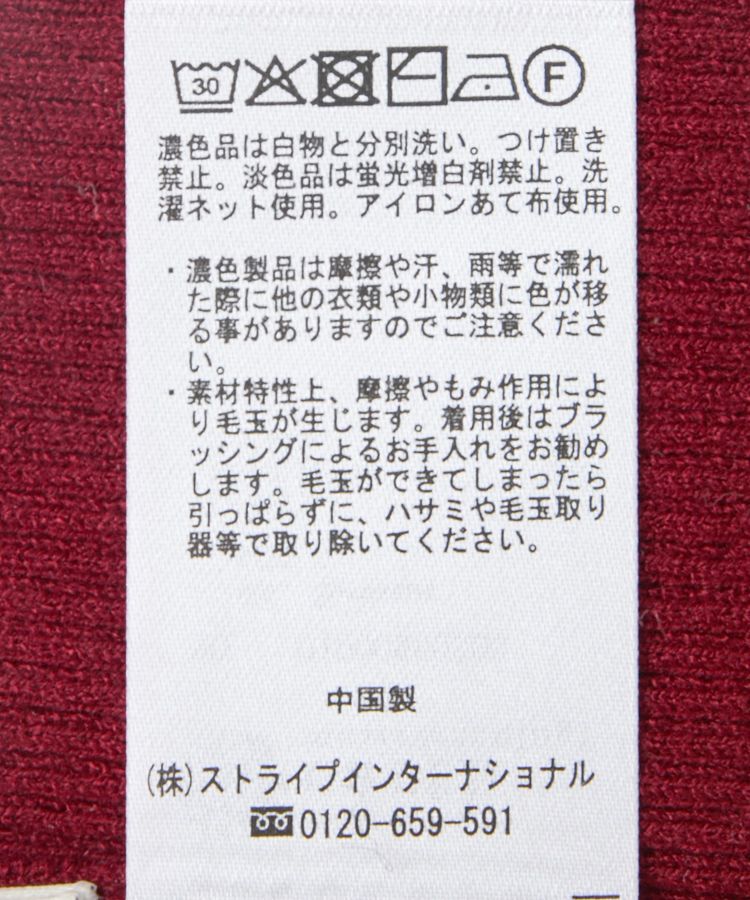 30 F
濃色品は白物と分別洗い。つけ置き
禁止。淡色品は蛍光増白剤禁止。洗
濯ネット使用。アイロンあて布使用。
・濃色製品は摩擦や汗、雨等で濡れ
た際に他の衣類や小物類に色が移
る事がありますのでご注意くださ
い。
・素材特性上、摩擦やもみ作用によ
り毛玉が生じます。着用後はブラ
ッシングによるお手入れをお勧め
します。毛玉ができてしまったら
引っぱらずに、ハサミや毛玉取り
器等で取り除いてください。
中国製
(株)ストライプインターナショナル
0120-659-591